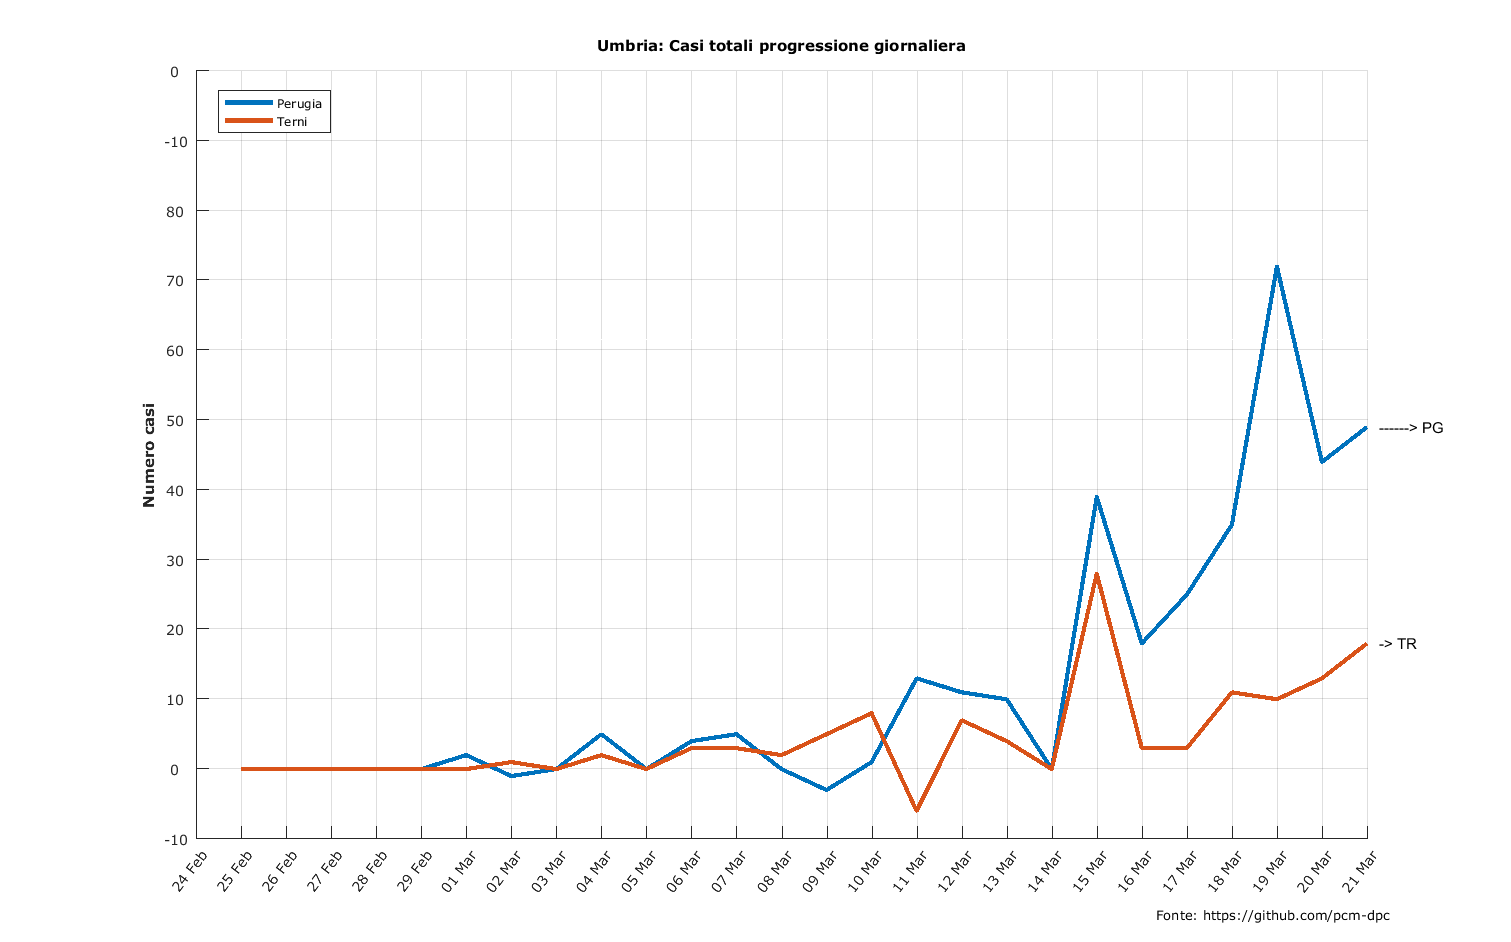 Umbria: Casi totali progressione giornaliera
Perugia
Terni
0
-10
80
70
60
50
40
30
20
10
0
-10
Numero casi
------> PG
-> TR
24 Feb
25 Feb
26 Feb
27 Feb
28 Feb
29 Feb
01 Mar
02 Mar
03 Mar
04 Mar
05 Mar
06 Mar
07 Mar
08 Mar
09 Mar
10 Mar
11 Mar
12 Mar
13 Mar
14 Mar
15 Mar
16 Mar
17 Mar
18 Mar
19 Mar
20 Mar
21 Mar
Fonte: https://github.com/pcm-dpc